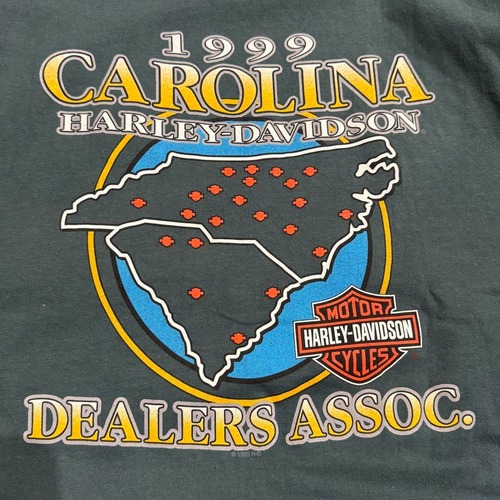 1999
CAROLINA
HARLEY-DAVIDSON
MOTOR
HARLEY-DAVIDSON
CYCLES
DEALERS ASSOC.